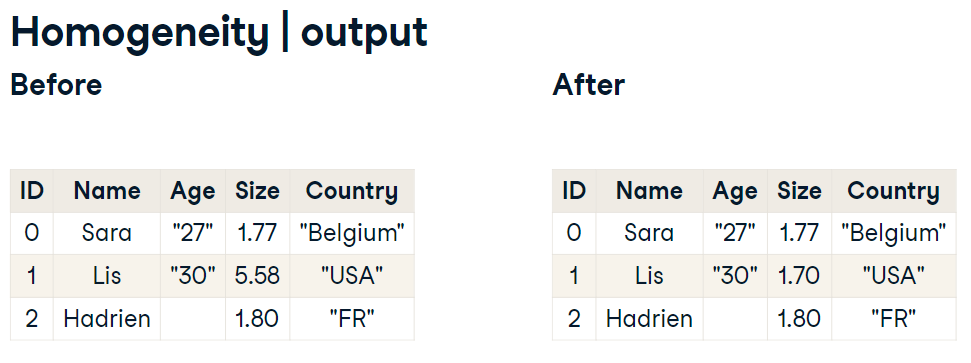 Homogeneity | output
Before
After
ID Name Age Size Country
0 Sara "27" 1.77 "Belgium"
1 Lis "30" 5.58 "USA"
2 Hadrien 1.80 "FR"
ID Name Age Size Country
0 Sara "27" 1.77 "Belgium"
1 Lis "30" 1.70 "USA"
2 Hadrien 1.80 "FR"